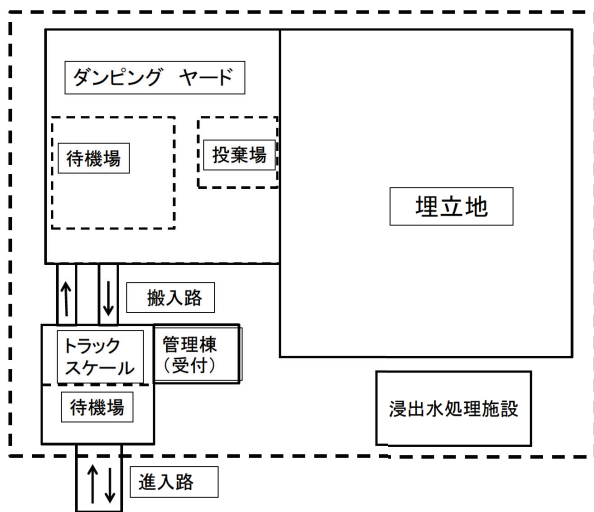 ダンピング ヤード
待機場
投棄場
埋立地
搬入路
トラック
スケール
管理棟
(受付)
待機場
浸出水処理施設
進入路